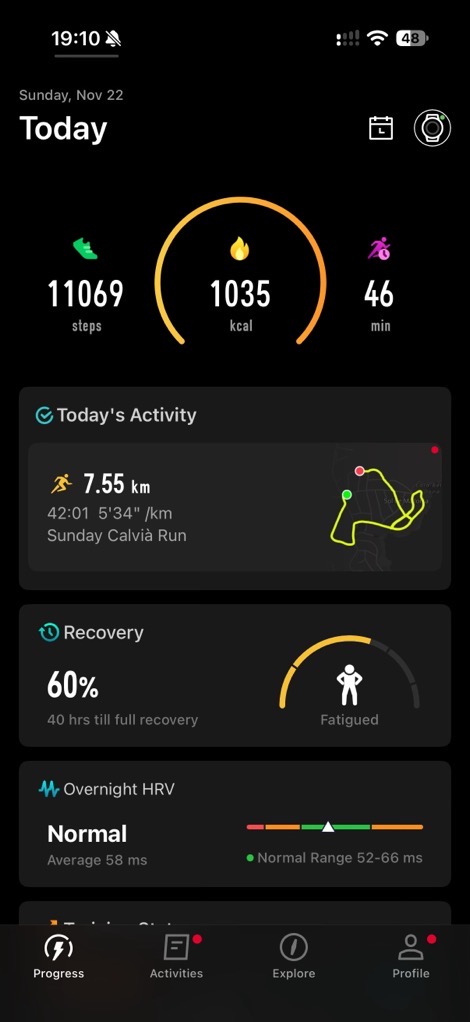 19:10
48
Sunday, Nov 22
Today
11069
steps
1035
kcal
46
min
Today's Activity
7.55 km
42:01 5'34" /km
Sunday Calvià Run
Recovery
60%
40 hrs till full recovery
Fatigued
Overnight HRV
Normal
Average 58 ms
Normal Range 52-66 ms
Progress
Activities
Explore
Profile